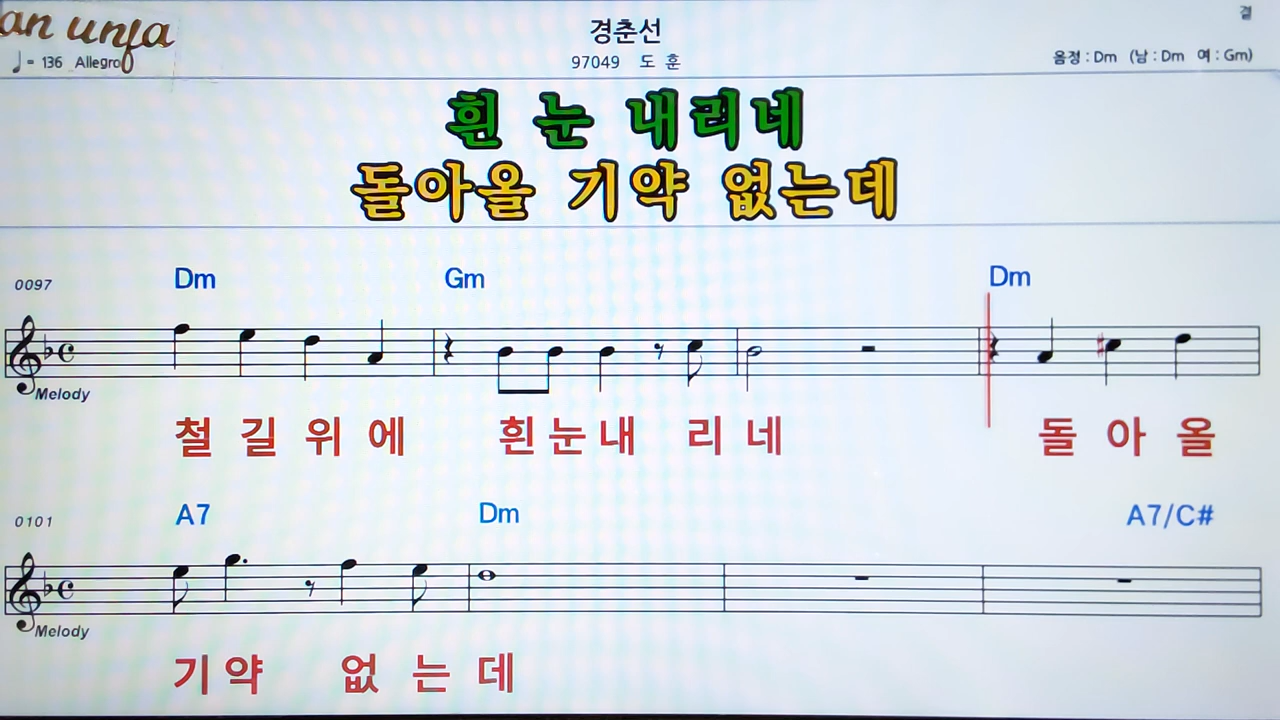 an unja
경춘선
결
♩= 136 Allegro
97049 도 훈
음정 : Dm (남 : Dm 여 : Gm)
흰 눈 내리네
돌아올 기약 없는데
0097 Dm Gm Dm
Melody
철 길 위 에 흰 눈 내 리 네 돌 아 올
0101 A7 Dm A7/C#
Melody
기 약 없 는 데